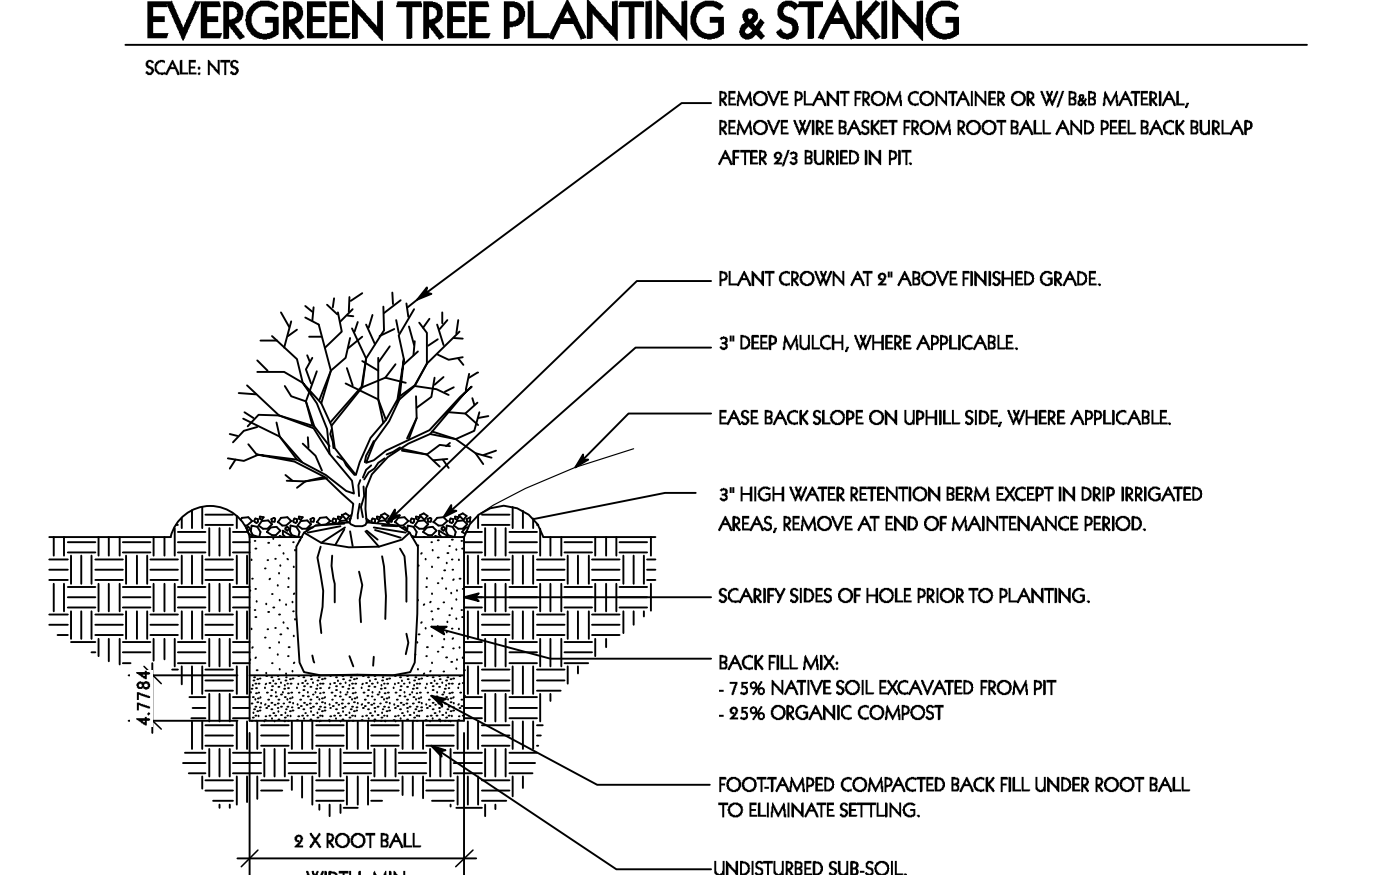 EVERGREEN TREE PLANTING & STAKING
SCALE: NTS
REMOVE PLANT FROM CONTAINER OR W/ B&B MATERIAL,
REMOVE WIRE BASKET FROM ROOT BALL AND PEEL BACK BURLAP
AFTER 2/3 BURIED IN PIT.
PLANT CROWN AT 2" ABOVE FINISHED GRADE.
3" DEEP MULCH, WHERE APPLICABLE.
EASE BACK SLOPE ON UPHILL SIDE, WHERE APPLICABLE.
3" HIGH WATER RETENTION BERM EXCEPT IN DRIP IRRIGATED
AREAS, REMOVE AT END OF MAINTENANCE PERIOD.
SCARIFY SIDES OF HOLE PRIOR TO PLANTING.
BACK FILL MIX:
- 75% NATIVE SOIL EXCAVATED FROM PIT
- 25% ORGANIC COMPOST
4.7784
FOOT-TAMPED COMPACTED BACK FILL UNDER ROOT BALL
TO ELIMINATE SETTLING.
2 X ROOT BALL
WIDTH, MIN.
UNDISTURBED SUB-SOIL.